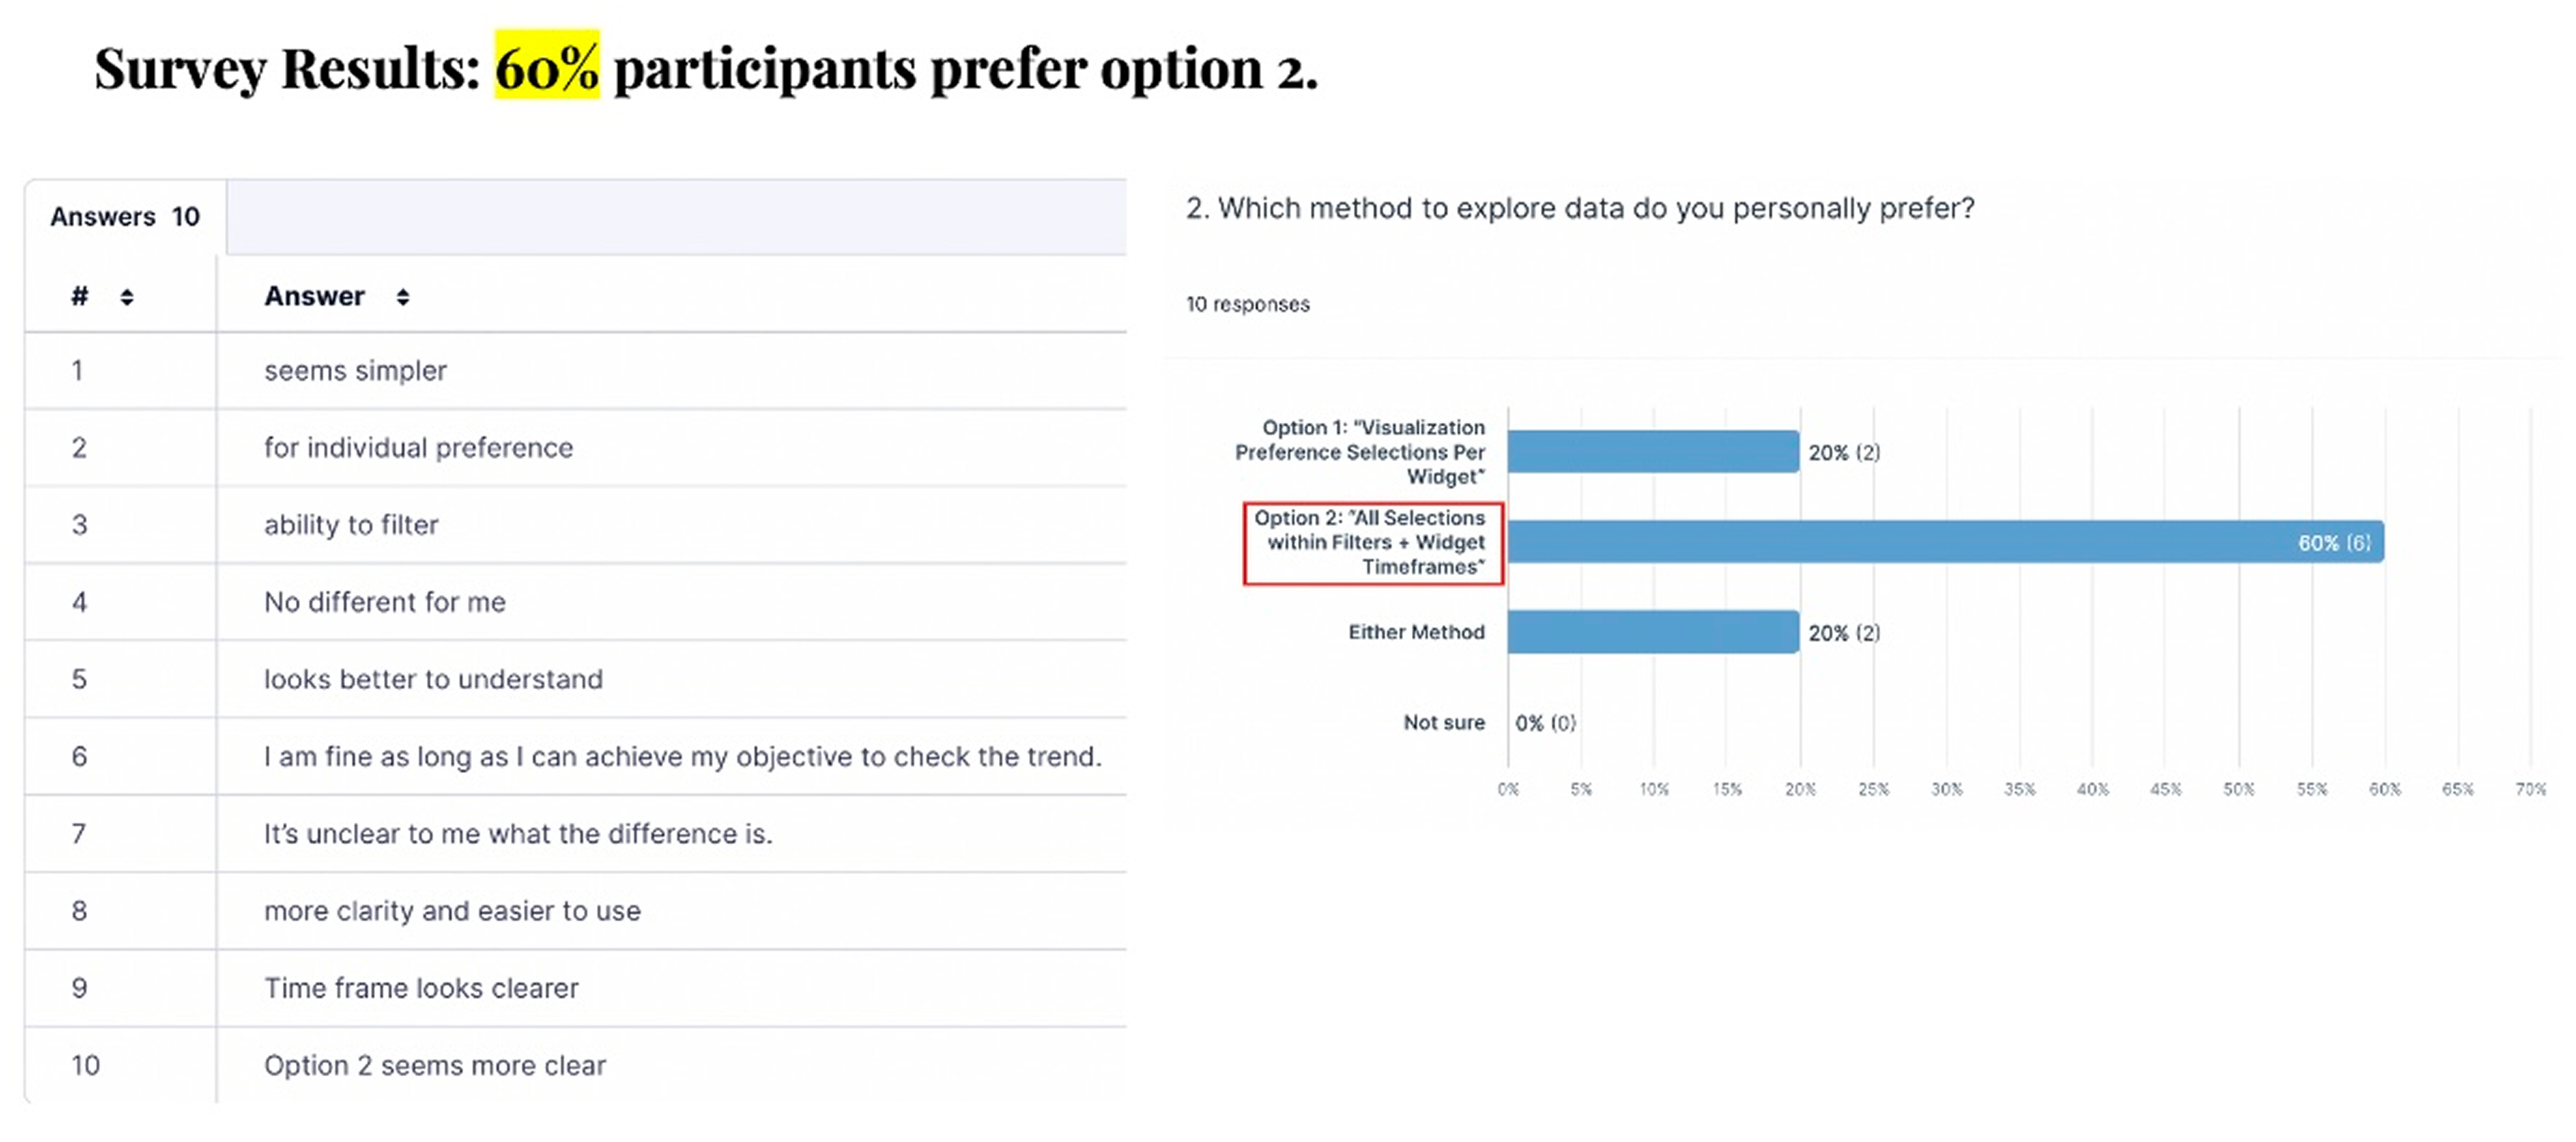 Survey Results: 60% participants prefer option 2.
Answers 10
# Answer
1 seems simpler
2 for individual preference
3 ability to filter
4 No different for me
5 looks better to understand
6 I am fine as long as I can achieve my objective to check the trend.
7 It’s unclear to me what the difference is.
8 more clarity and easier to use
9 Time frame looks clearer
10 Option 2 seems more clear
2. Which method to explore data do you personally prefer?
10 responses
Option 1: "Visualization
Preference Selections Per
Widget"
20% (2)
Option 2: "All Selections
within Filters + Widget
Timeframes"
60% (6)
Either Method
20% (2)
Not sure
0% (0)
0% 5% 10% 15% 20% 25% 30% 35% 40% 45% 50% 55% 60% 65% 70%